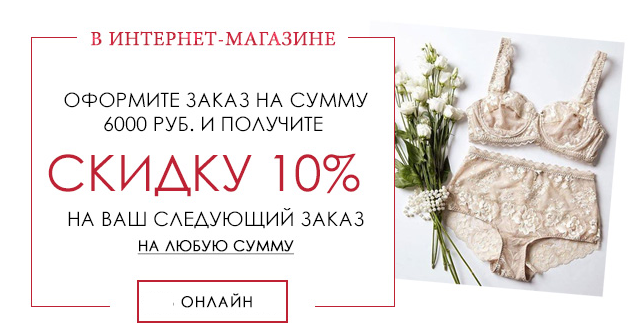 В ИНТЕРНЕТ-МАГАЗИНЕ
ОФОРМИТЕ ЗАКАЗ НА СУММУ
6000 РУБ. И ПОЛУЧИТЕ
СКИДКУ 10%
НА ВАШ СЛЕДУЮЩИЙ ЗАКАЗ
НА ЛЮБУЮ СУММУ
ОНЛАЙН